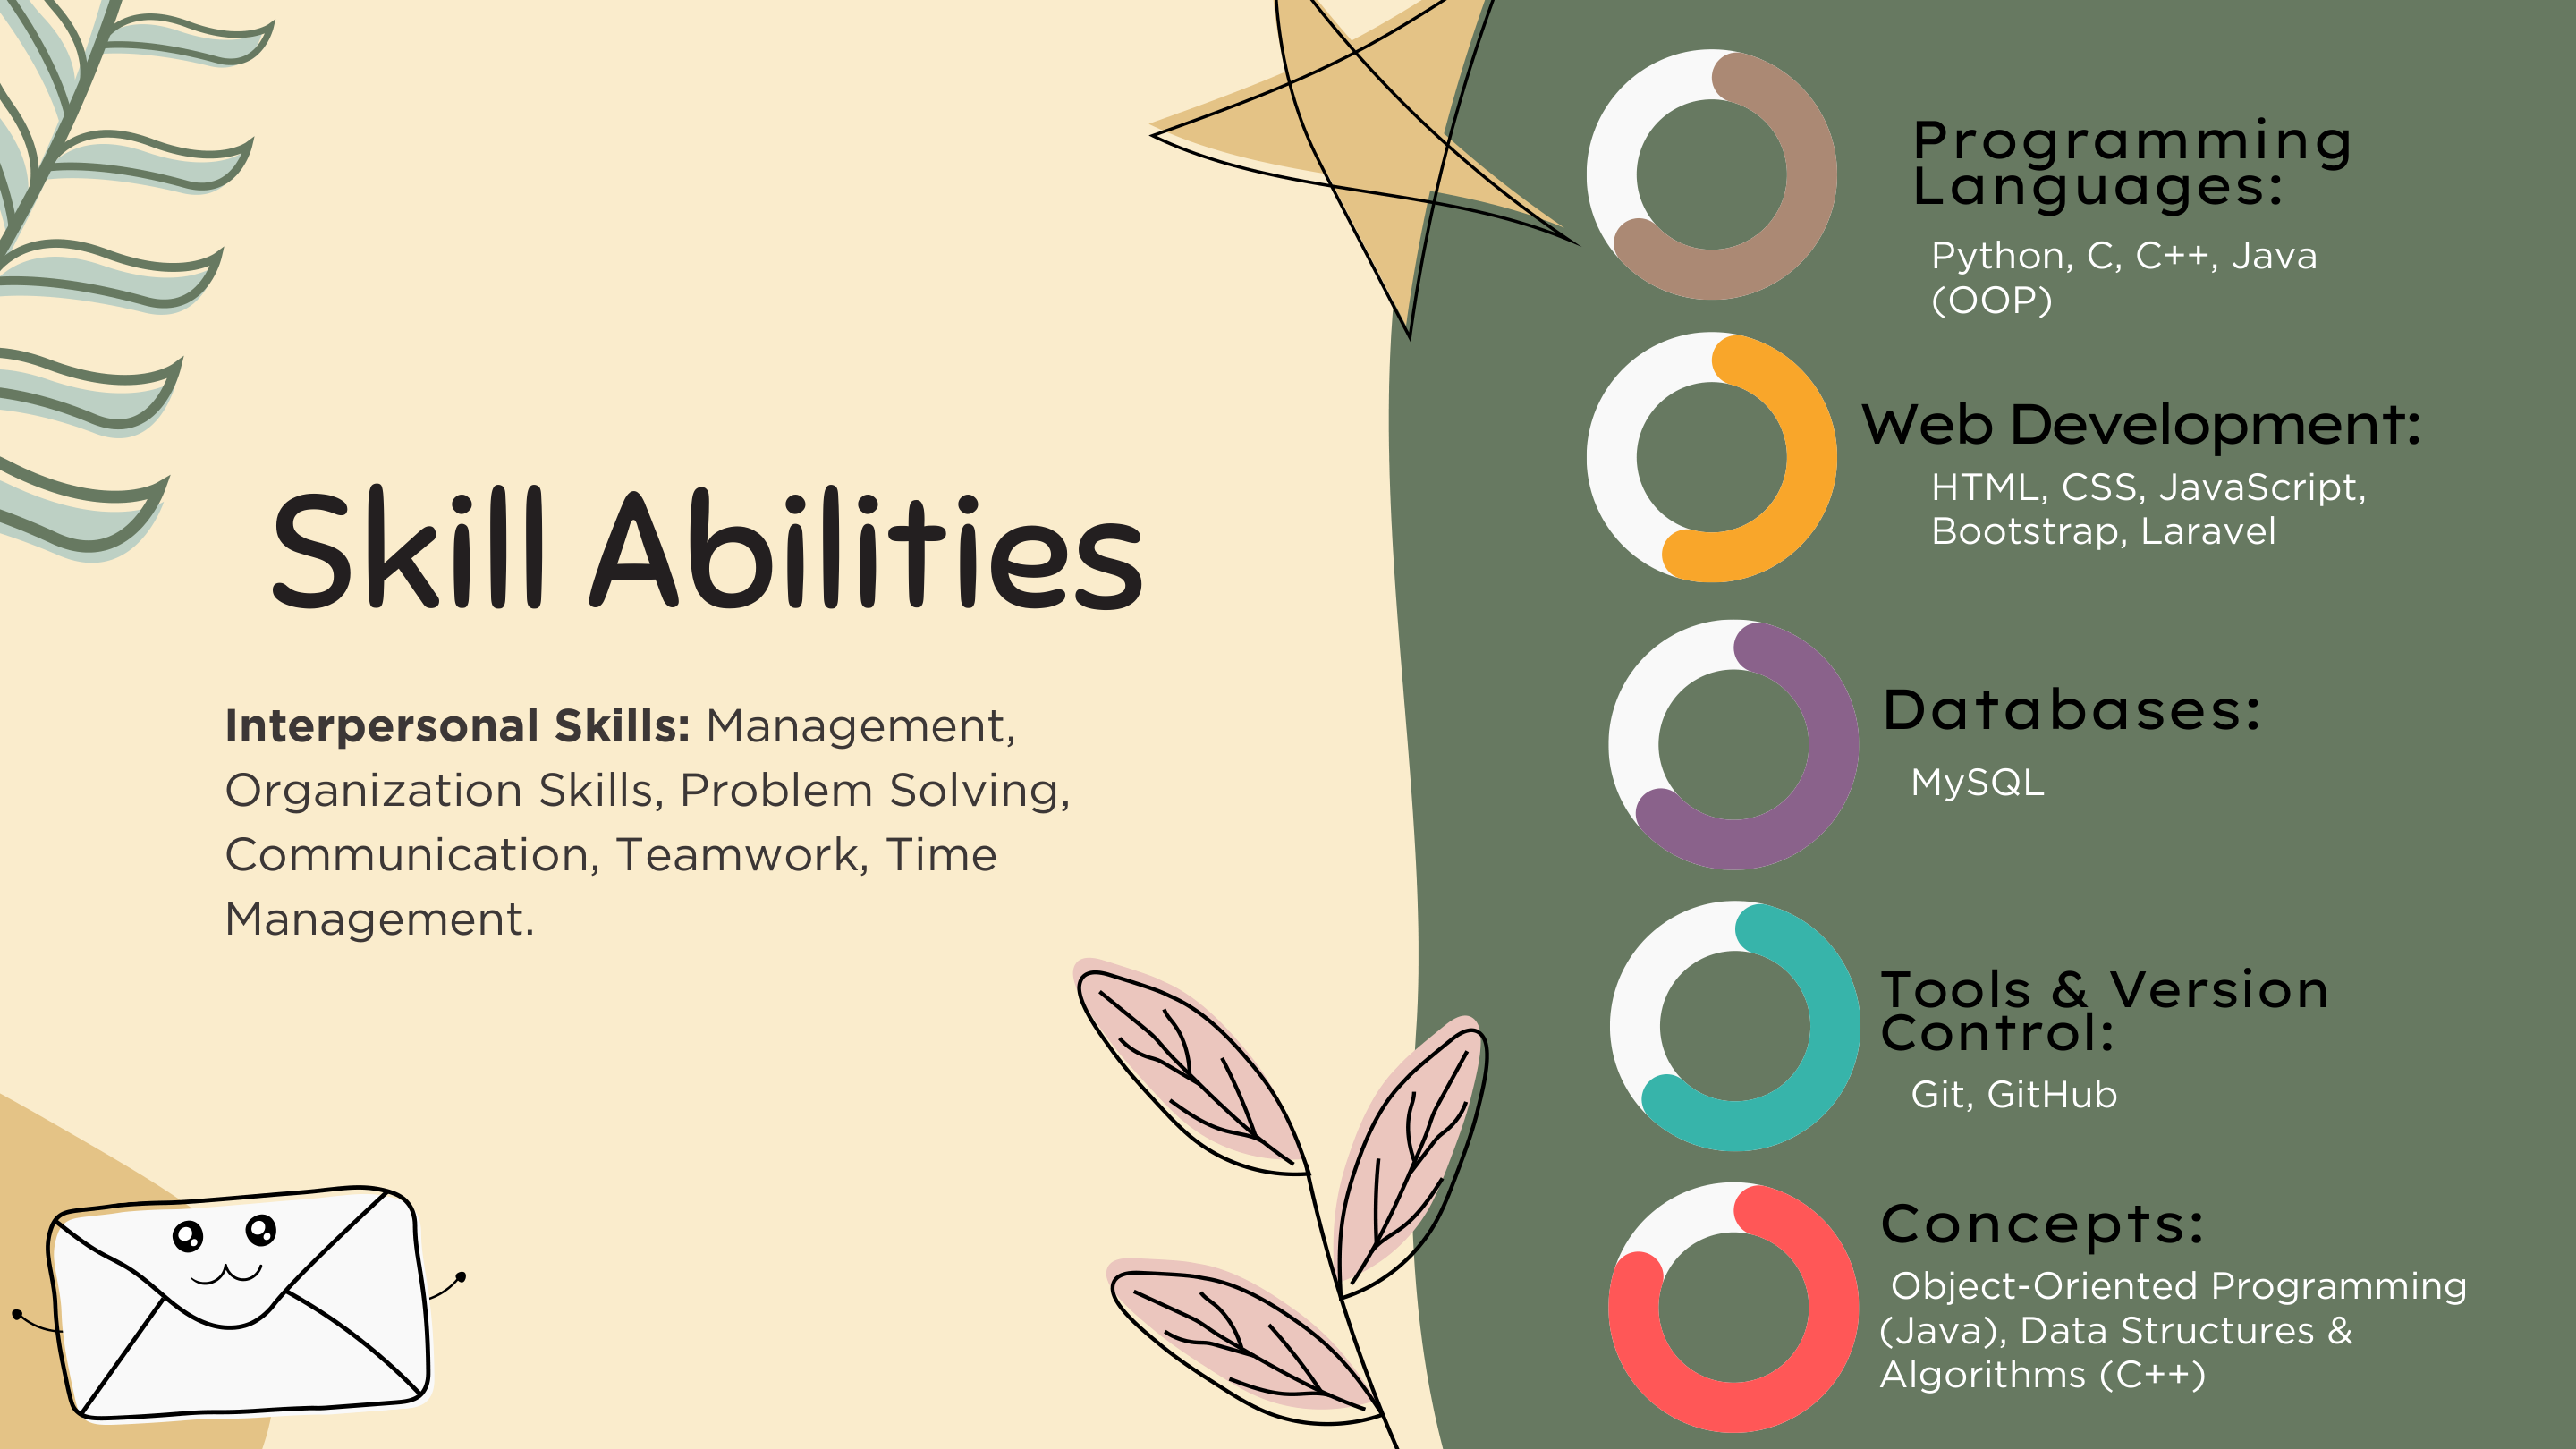 Skill Abilities
Interpersonal Skills: Management,
Organization Skills, Problem Solving,
Communication, Teamwork, Time
Management.
Programming
Languages:
Python, C, C++, Java
(OOP)
Web Development:
HTML, CSS, JavaScript,
Bootstrap, Laravel
Databases:
MySQL
Tools & Version
Control:
Git, GitHub
Concepts:
Object-Oriented Programming
(Java), Data Structures &
Algorithms (C++)